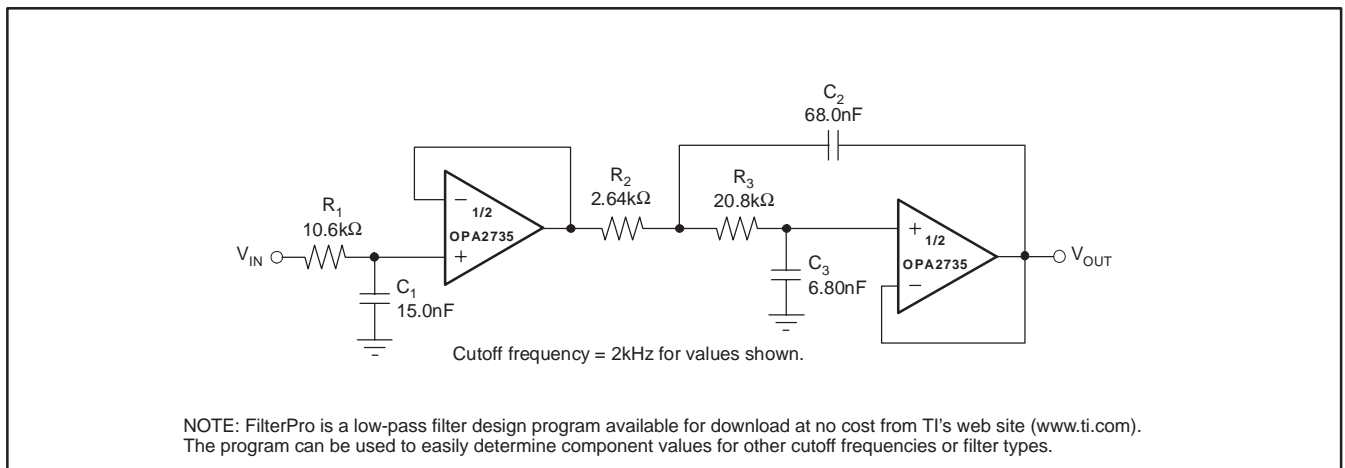 C2
68.0nF
R2
2.64kΩ
R3
20.8kΩ
R1
10.6kΩ
−
1/2
OPA2735
+
VIN
+
1/2
OPA2735
−
VOUT
C1
15.0nF
C3
6.80nF
Cutoff frequency = 2kHz for values shown.
NOTE: FilterPro is a low-pass filter design program available for download at no cost from TI's web site (www.ti.com).
The program can be used to easily determine component values for other cutoff frequencies or filter types.